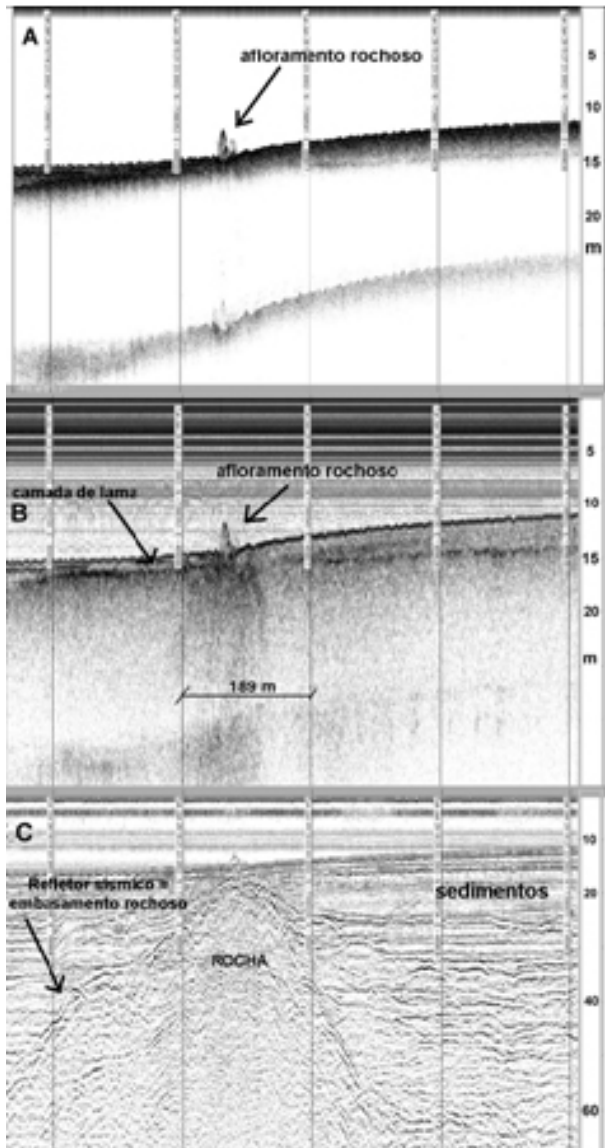 A
afloramento rochoso
5
10
15
20
m
afloramento rochoso
camada de lama
B
5
10
15
20
m
189 m
C
Refletor sísmico =
embasamento rochoso
sedimentos
ROCHA
10
20
40
60